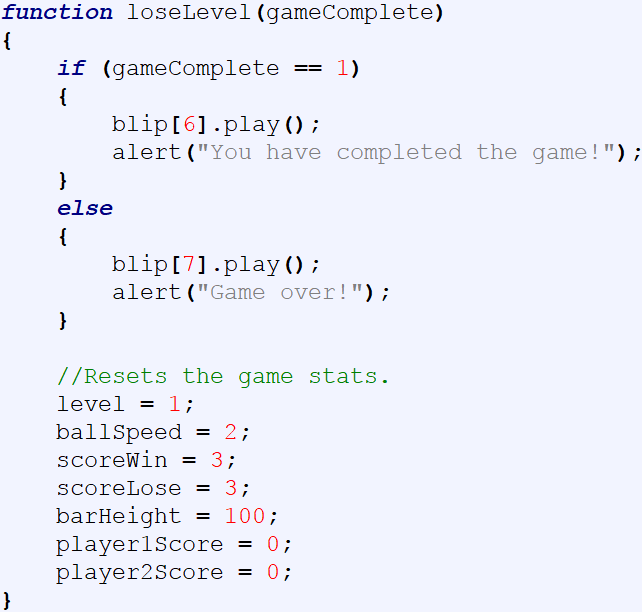 function loseLevel(gameComplete)
{
    if (gameComplete == 1)
    {
        blip[6].play();
        alert("You have completed the game!");
    }
    else
    {
        blip[7].play();
        alert("Game over!");
    }

    //Resets the game stats.
    level = 1;
    ballSpeed = 2;
    scoreWin = 3;
    scoreLose = 3;
    barHeight = 100;
    player1Score = 0;
    player2Score = 0;
}